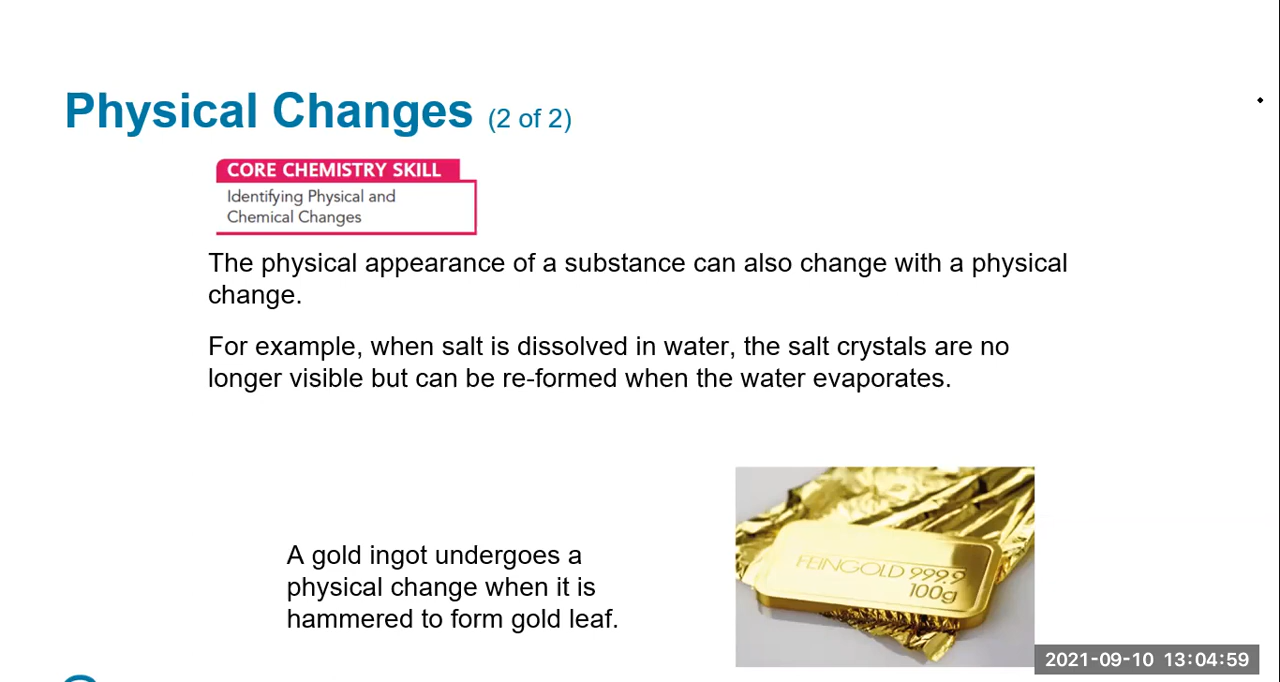 Physical Changes (2 of 2)
CORE CHEMISTRY SKILL
Identifying Physical and
Chemical Changes
The physical appearance of a substance can also change with a physical
change.
For example, when salt is dissolved in water, the salt crystals are no
longer visible but can be re-formed when the water evaporates.
A gold ingot undergoes a
physical change when it is
hammered to form gold leaf.
FEINGOLD 999.9
100g
2021-09-10 13:04:59